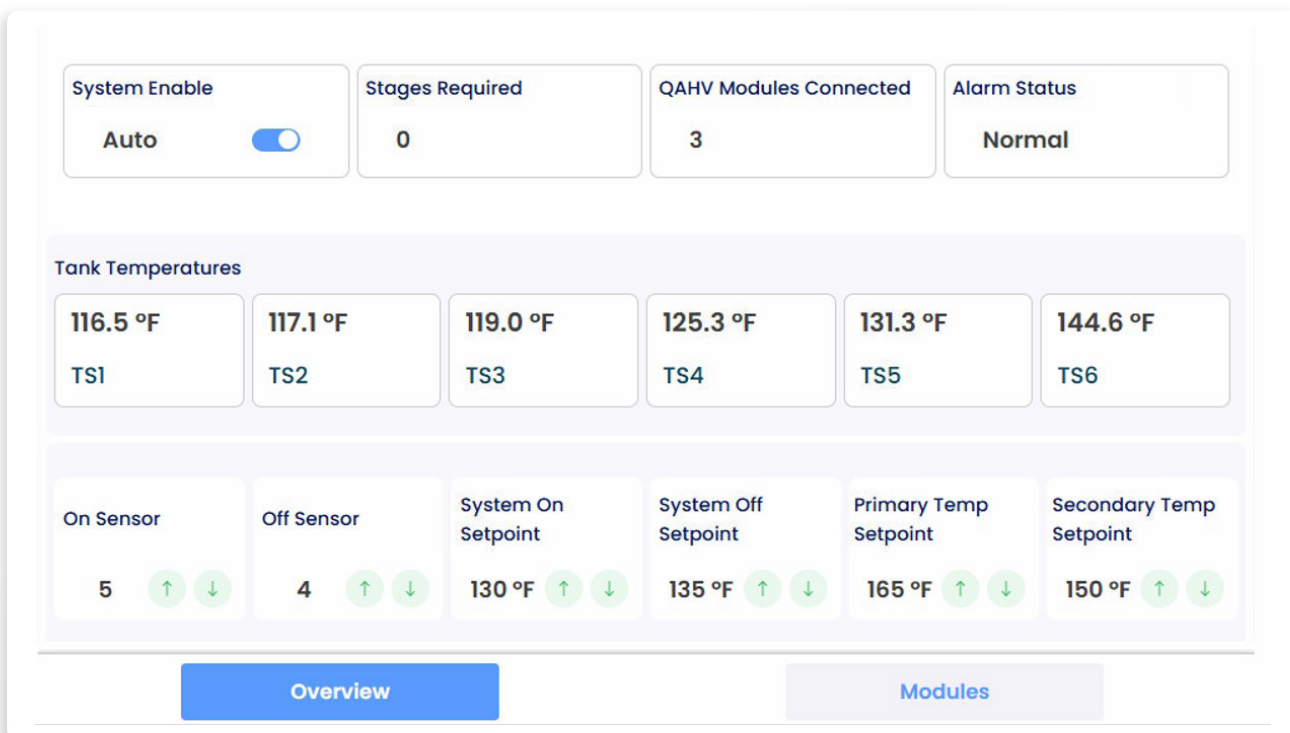 System Enable
Stages Required
QAHV Modules Connected
Alarm Status
Auto
0
3
Normal
Tank Temperatures
116.5 °F
117.1 °F
119.0 °F
125.3 °F
131.3 °F
144.6 °F
TS1
TS2
TS3
TS4
TS5
TS6
On Sensor
Off Sensor
System On
Setpoint
System Off
Setpoint
Primary Temp
Setpoint
Secondary Temp
Setpoint
5 ↑ ↓
4 ↑ ↓
130 °F ↑ ↓
135 °F ↑ ↓
165 °F ↑ ↓
150 °F ↑ ↓
Overview
Modules